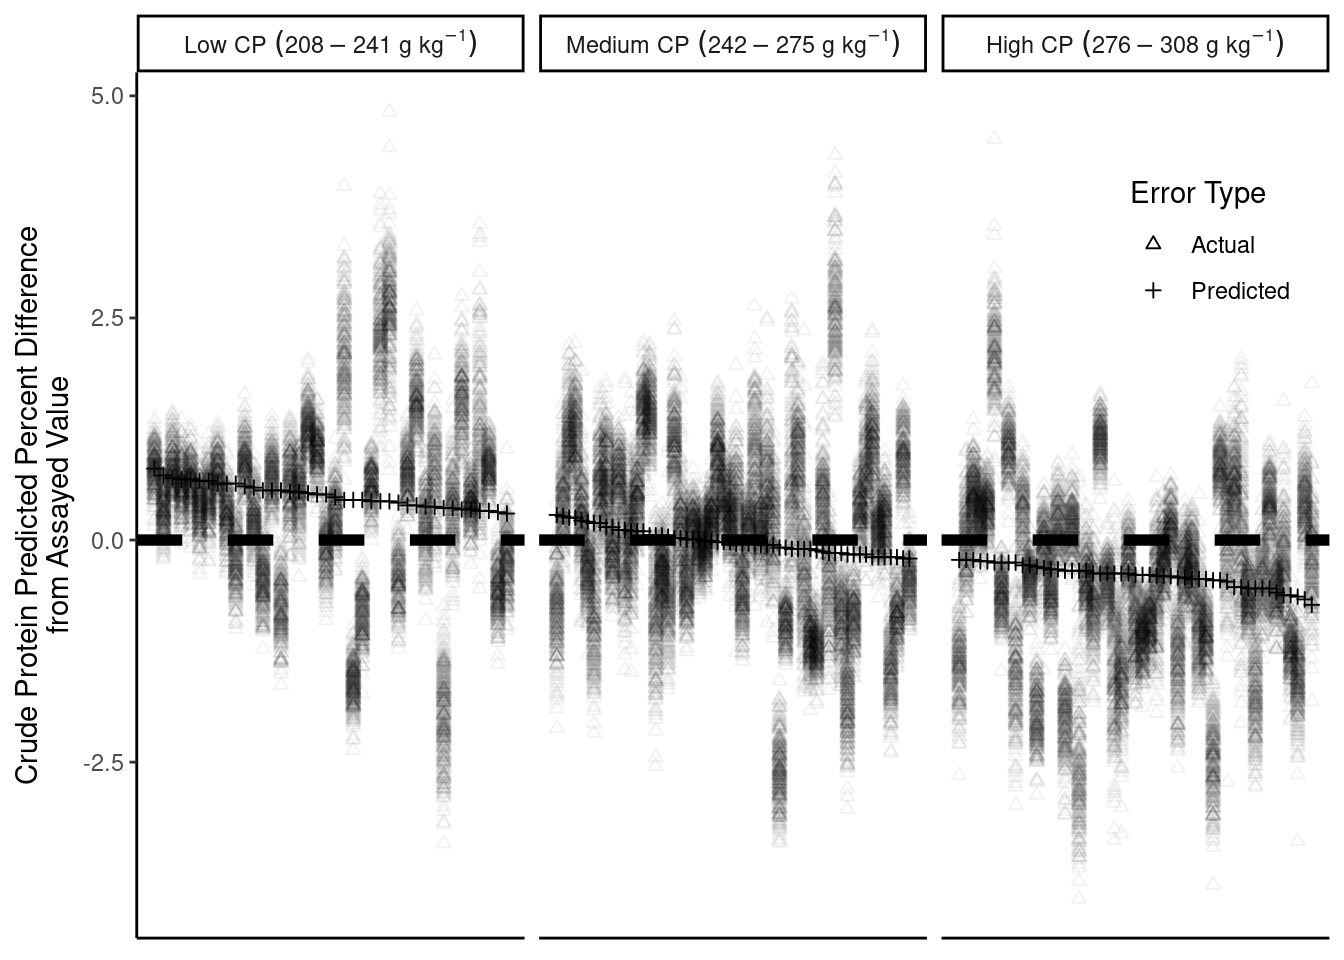 Low CP (208 – 241 g kg⁻¹)
Medium CP (242 – 275 g kg⁻¹)
High CP (276 – 308 g kg⁻¹)
Crude Protein Predicted Percent Difference
from Assayed Value
5.0
2.5
0.0
-2.5
Error Type
Actual
Predicted